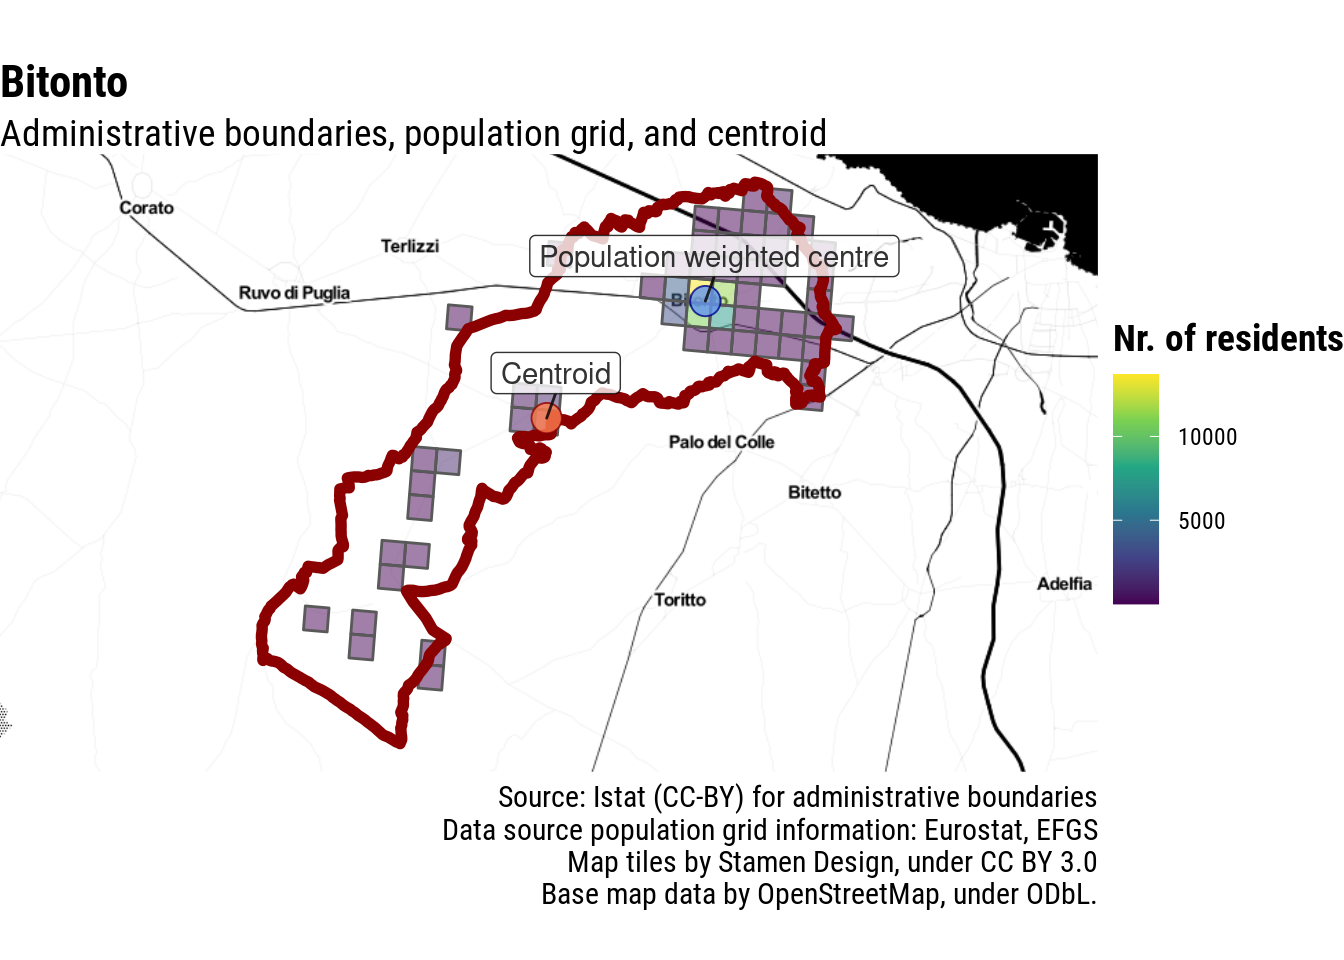 Bitonto
Administrative boundaries, population grid, and centroid
Corato
Terlizzi
Population weighted centre
Ruvo di Puglia
Bitonto
Centroid
Palo del Colle
Bitetto
Toritto
Adelfia
Nr. of residents
10000
5000
Source: Istat (CC-BY) for administrative boundaries
Data source population grid information: Eurostat, EFGS
Map tiles by Stamen Design, under CC BY 3.0
Base map data by OpenStreetMap, under ODbL.